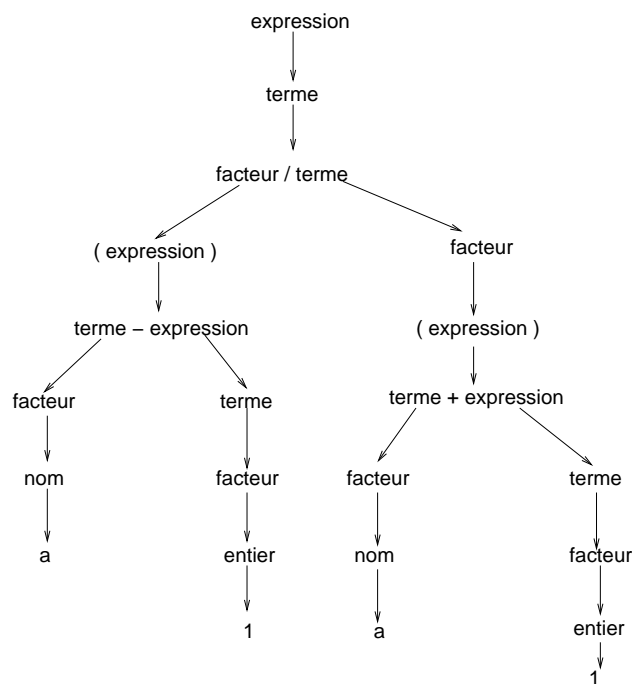 expression
terme
facteur / terme
( expression )
facteur
terme – expression
( expression )
facteur
terme
terme + expression
nom
facteur
facteur
terme
a
entier
nom
facteur
1
a
entier
1